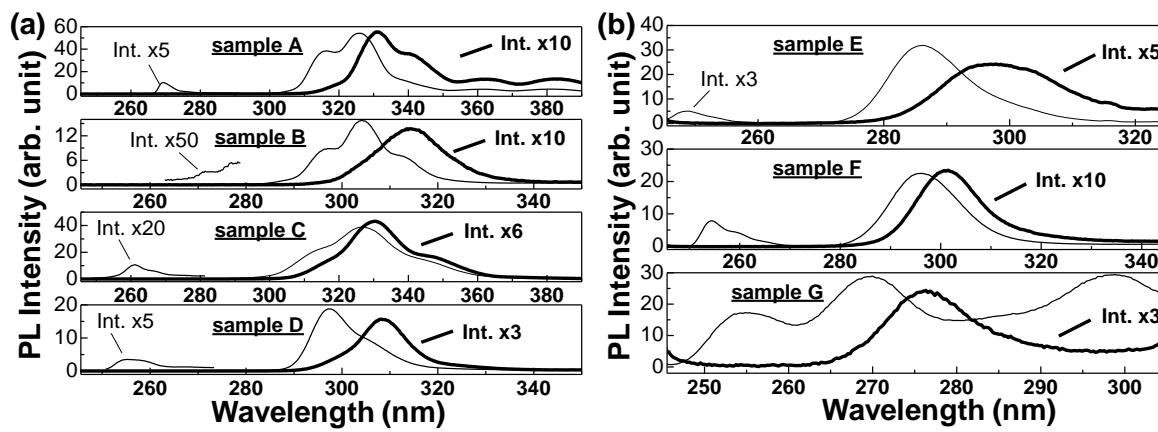 (a)
PL Intensity (arb. unit)
60
40
20
0
Int. x5
sample A
Int. x10
260 280 300 320 340 360 380
12
6
0
Int. x50
sample B
Int. x10
260 280 300 320 340
40
20
0
Int. x20
sample C
Int. x6
260 280 300 320 340 360 380
20
10
0
Int. x5
sample D
Int. x3
260 280 300 320 340
Wavelength (nm)
(b)
PL Intensity (arb. unit)
40
30
20
10
0
Int. x3
sample E
Int. x5
260 280 300 320
30
20
10
0
sample F
Int. x10
260 280 300 320 340
30
20
10
0
sample G
Int. x3
250 260 270 280 290 300
Wavelength (nm)